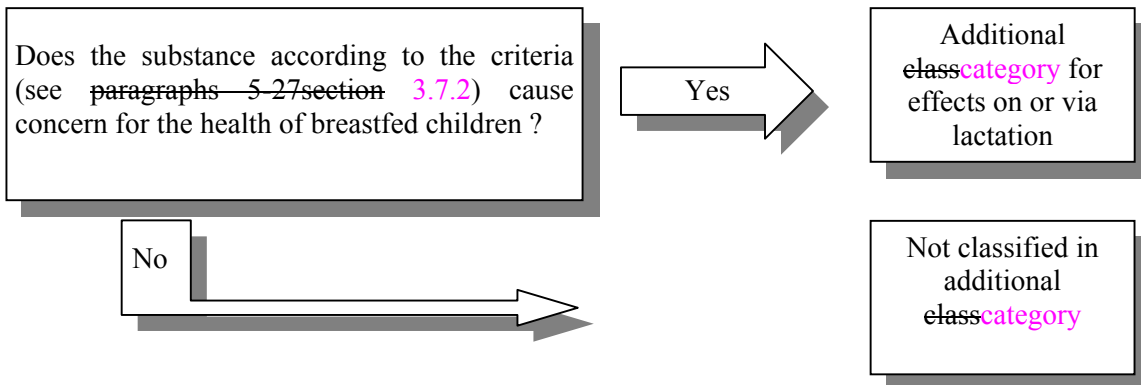 Does the substance according to the criteria
(see paragraphs 5-27section 3.7.2) cause
concern for the health of breastfed children ?
Yes
Additional
classcategory for
effects on or via
lactation
No
Not classified in
additional
classcategory